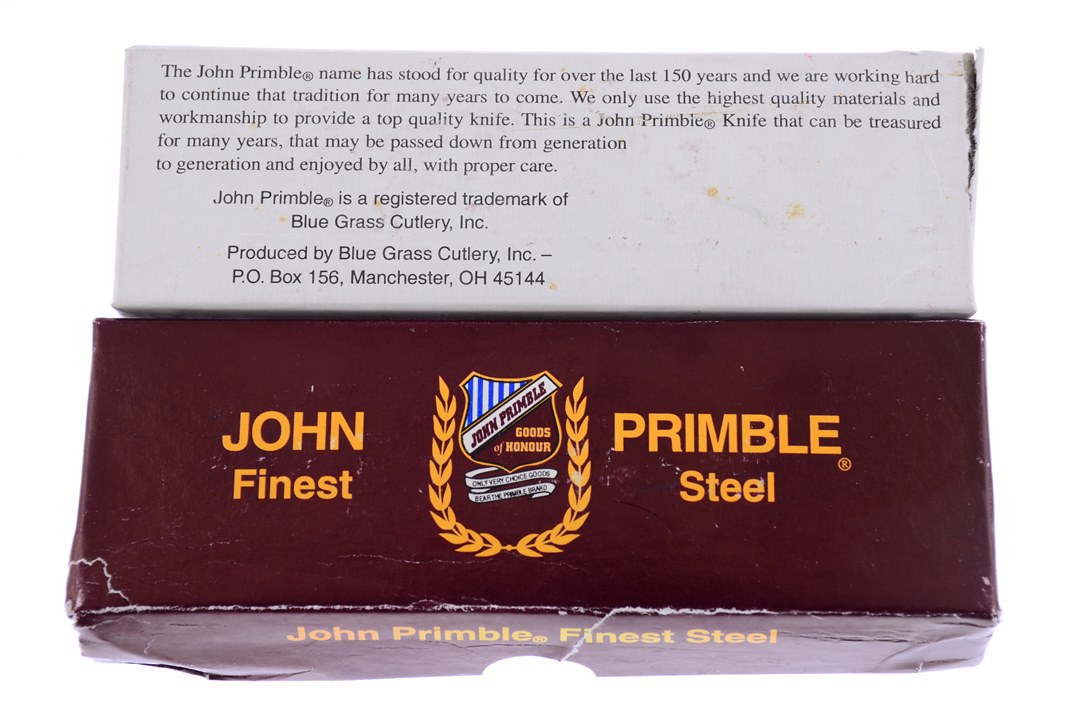 The John Primble® name has stood for quality for over the last 150 years and we are working hard
to continue that tradition for many years to come. We only use the highest quality materials and
workmanship to provide a top quality knife. This is a John Primble® Knife that can be treasured
for many years, that may be passed down from generation
to generation and enjoyed by all, with proper care.
John Primble® is a registered trademark of
Blue Grass Cutlery, Inc.
Produced by Blue Grass Cutlery, Inc. –
P.O. Box 156, Manchester, OH 45144
JOHN
Finest
JOHN PRIMBLE
GOODS
of HONOUR
ONLY VERY CHOICE GOODS
BEAR THE PRIMBLE BRAND
PRIMBLE®
Steel
John Primble® Finest Steel